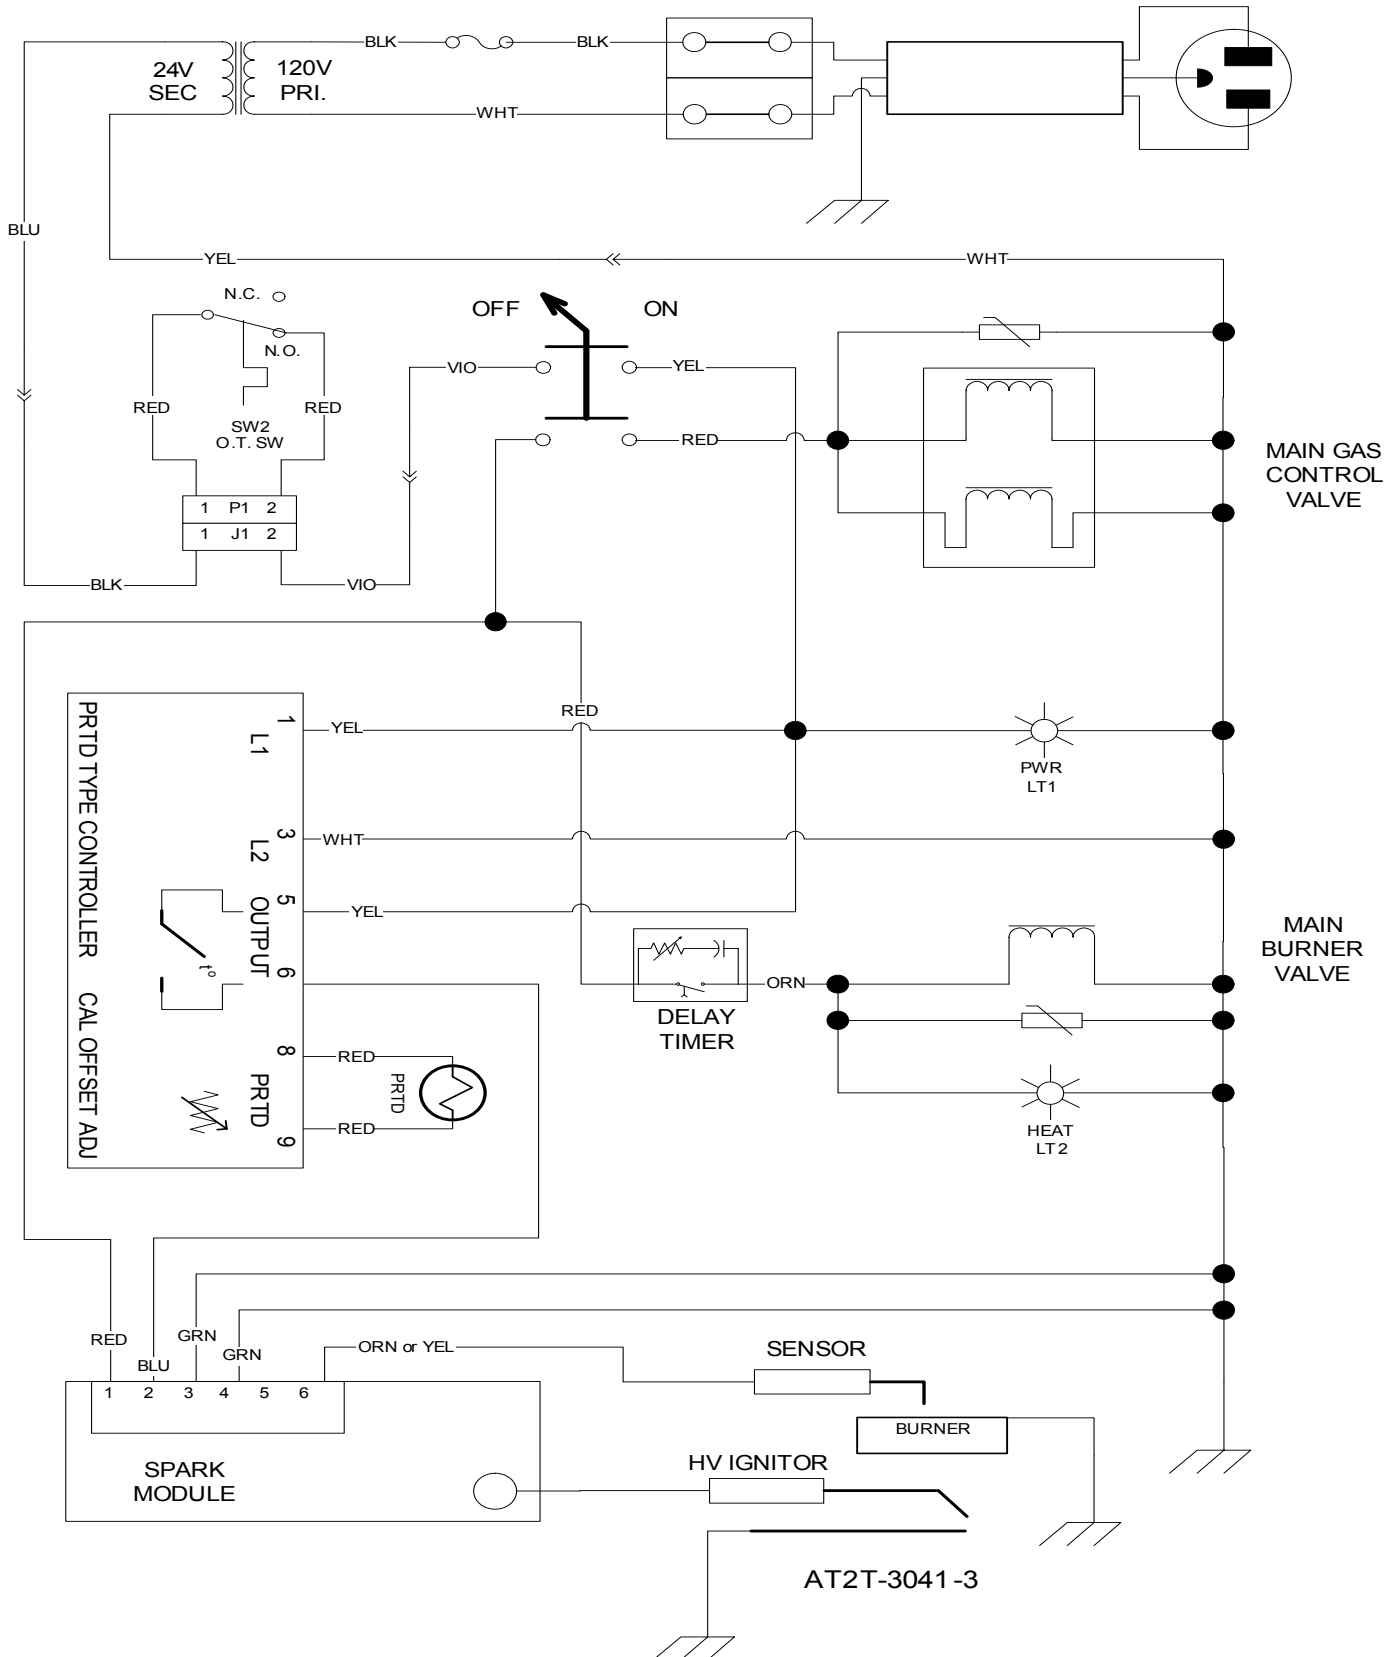 BLK
BLK
24V
SEC
120V
PRI.
WHT
BLU
YEL
WHT
N.C.
N.O.
OFF
ON
VIO
YEL
RED
RED
SW2
O.T. SW
RED
MAIN GAS
CONTROL
VALVE
1 P1 2
1 J1 2
BLK
VIO
RED
PRTD TYPE CONTROLLER CAL OFFSET ADJ
1
L1
YEL
PWR
LT1
3
L2
WHT
5
OUTPUT
YEL
6
t°
MAIN
BURNER
VALVE
ORN
DELAY
TIMER
8
PRTD
9
RED
PRTD
RED
HEAT
LT2
RED
BLU
GRN
GRN
ORN or YEL
1 2 3 4 5 6
SENSOR
BURNER
SPARK
MODULE
HV IGNITOR
AT2T-3041-3